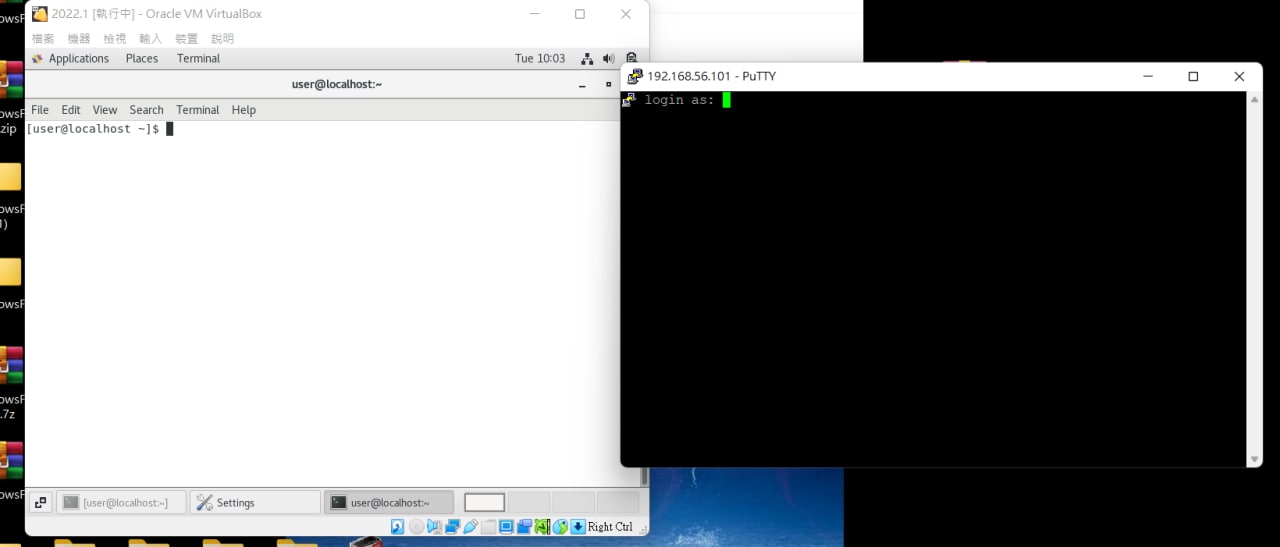 2022.1 [執行中] - Oracle VM VirtualBox
檔案 機器 檢視 輸入 裝置 說明
Applications Places Terminal Tue 10:03
user@localhost:~
File Edit View Search Terminal Help
[user@localhost ~]$
[user@localhost:~] Settings user@localhost:~
Right Ctrl
192.168.56.101 - PuTTY
login as:
owsF
owsF
zip
owsF
1)
owsF
owsF
.7z
owsF